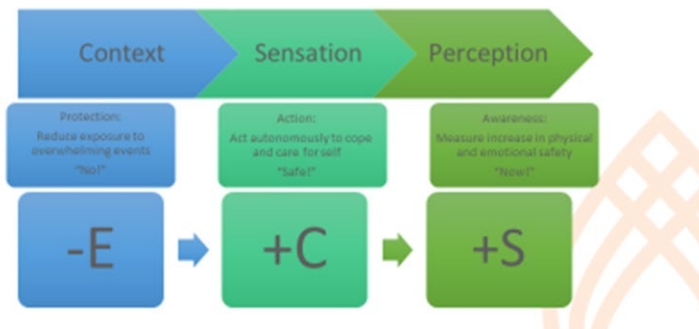 Context
Sensation
Perception
Protection:
Reduce exposure to
overwhelming events
"No!"
Action:
Act autonomously to cope
and care for self
"Safe!"
Awareness:
Measure increase in physical
and emotional safety
"Now!"
-E
+C
+S